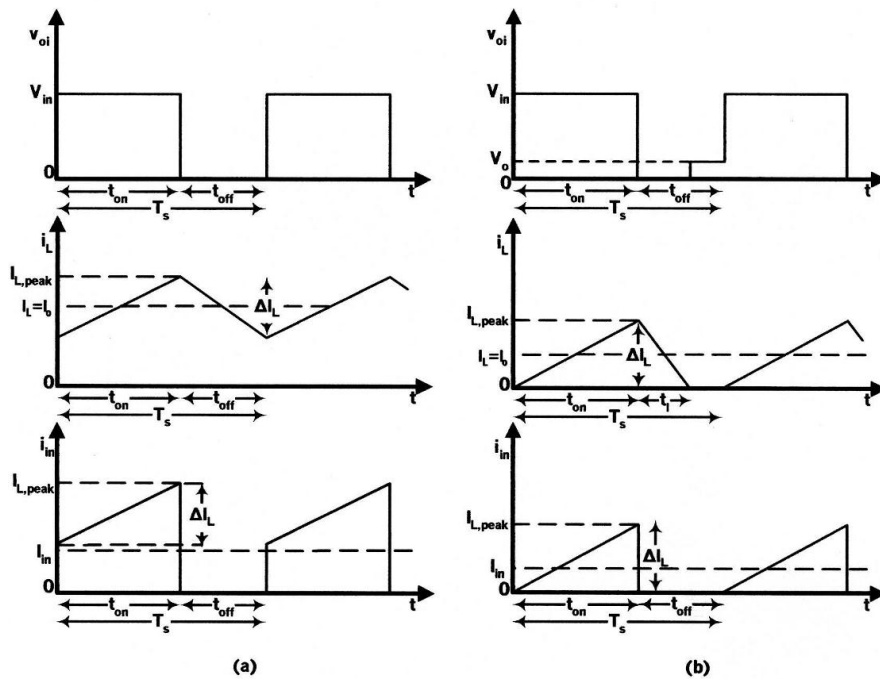 v_oi
V_in
0
t_on
t_off
T_s
t
i_L
I_L,peak
I_L=I_o
ΔI_L
0
t_on
t_off
T_s
t
i_in
I_L,peak
ΔI_L
I_in
0
t_on
t_off
T_s
t
(a)
v_oi
V_in
V_o
0
t_on
t_off
T_s
t
i_L
I_L,peak
I_L=I_o
ΔI_L
0
t_on
t_l
T_s
t
i_in
I_L,peak
ΔI_L
I_in
0
t_on
t_off
T_s
t
(b)